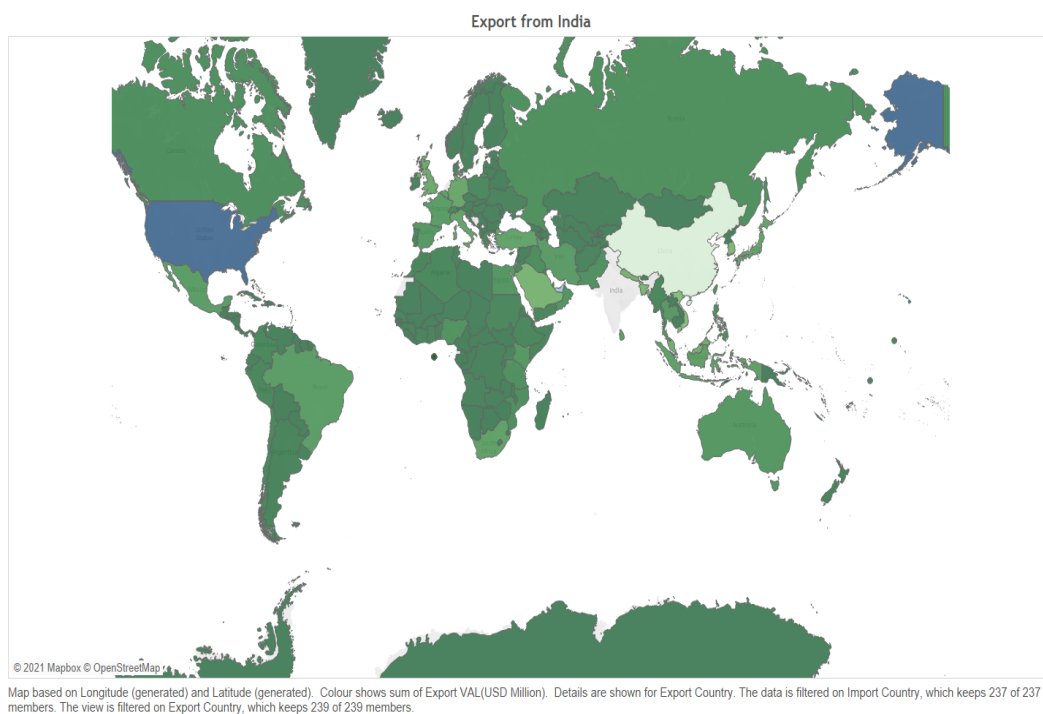 Export from India
India
© 2021 Mapbox © OpenStreetMap
Map based on Longitude (generated) and Latitude (generated).  Colour shows sum of Export VAL(USD Million).  Details are shown for Export Country. The data is filtered on Import Country, which keeps 237 of 237
members. The view is filtered on Export Country, which keeps 239 of 239 members.